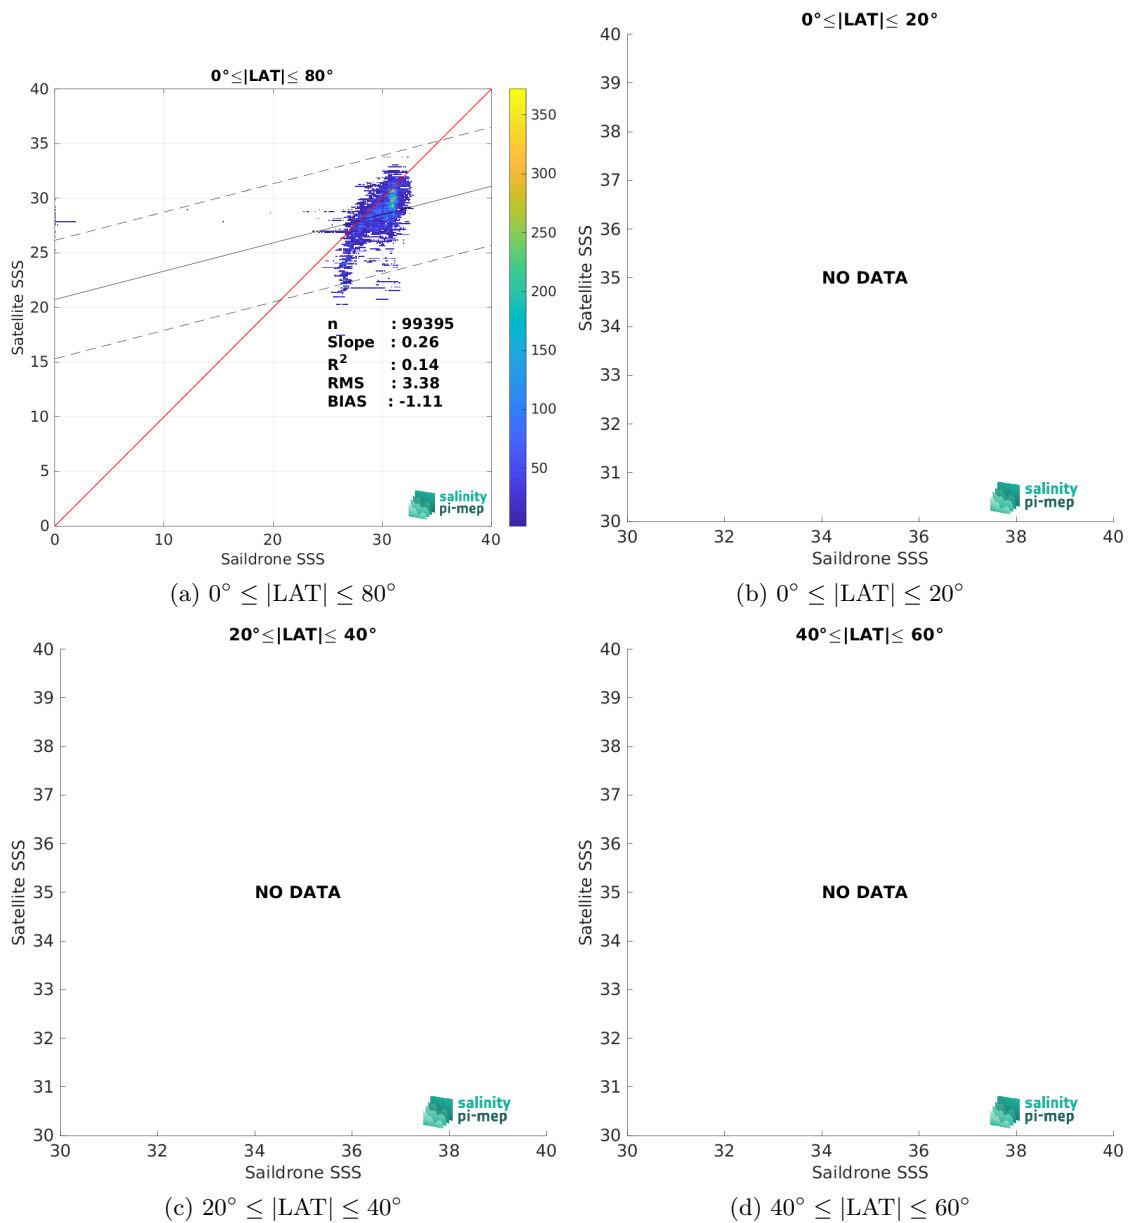 0°≤|LAT|≤ 80°
40
35
30
25
20
15
10
5
0
Satellite SSS
n : 99395
Slope : 0.26
R² : 0.14
RMS : 3.38
BIAS : -1.11
salinity
pi-mep
0 10 20 30 40
Saildrone SSS
350
300
250
200
150
100
50
(a) 0° ≤ |LAT| ≤ 80°
0°≤|LAT|≤ 20°
40
39
38
37
36
35
34
33
32
31
30
Satellite SSS
NO DATA
salinity
pi-mep
30 32 34 36 38 40
Saildrone SSS
(b) 0° ≤ |LAT| ≤ 20°
20°≤|LAT|≤ 40°
40
39
38
37
36
35
34
33
32
31
30
Satellite SSS
NO DATA
salinity
pi-mep
30 32 34 36 38 40
Saildrone SSS
(c) 20° ≤ |LAT| ≤ 40°
40°≤|LAT|≤ 60°
40
39
38
37
36
35
34
33
32
31
30
Satellite SSS
NO DATA
salinity
pi-mep
30 32 34 36 38 40
Saildrone SSS
(d) 40° ≤ |LAT| ≤ 60°